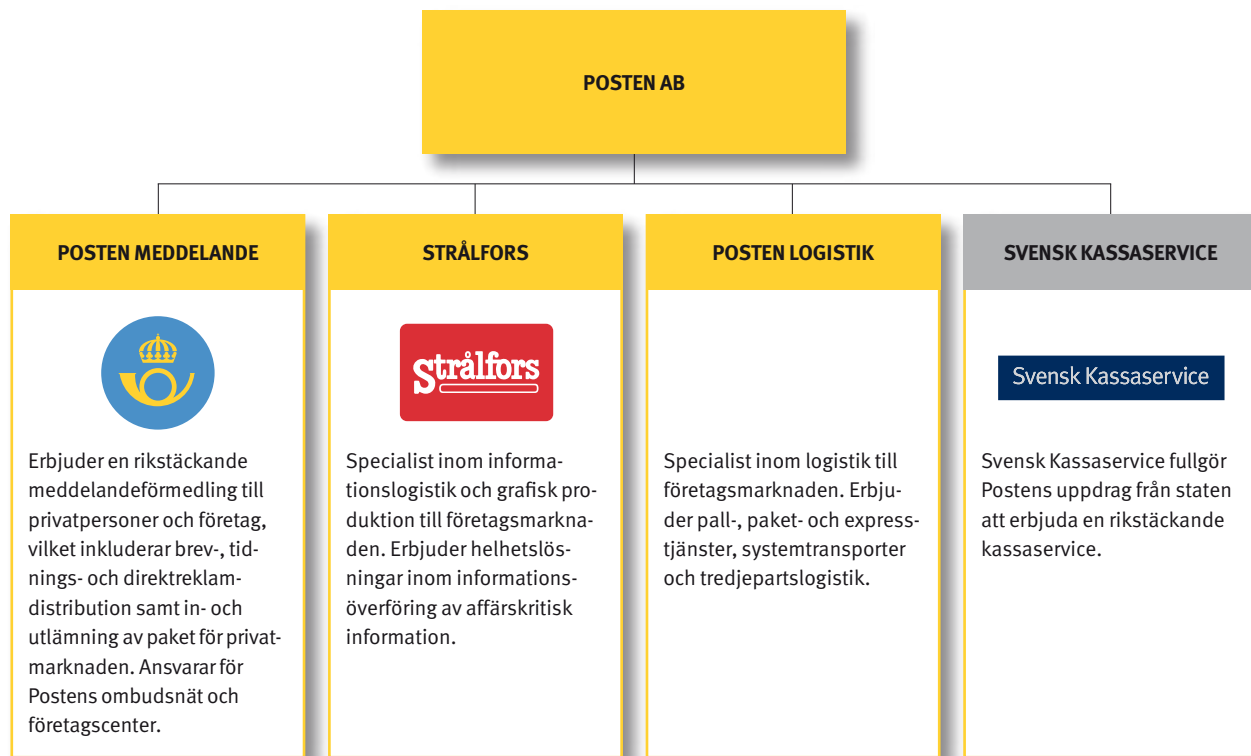 POSTEN AB
POSTEN MEDDELANDE
Erbjuder en rikstäckande
meddelandeförmedling till
privatpersoner och företag,
vilket inkluderar brev-, tid-
nings- och direktreklam-
distribution samt in- och
utlämning av paket för privat-
marknaden. Ansvarar för
Postens ombudsnät och
företagscenter.
STRÅLFORS
Strålfors
Specialist inom informa-
tionslogistik och grafisk pro-
duktion till företagsmarkna-
den. Erbjuder helhetslös-
ningar inom informations-
överföring av affärskritisk
information.
POSTEN LOGISTIK
Specialist inom logistik till
företagsmarknaden. Erbju-
der pall-, paket- och express-
tjänster, systemtransporter
och tredjepartslogistik.
SVENSK KASSASERVICE
Svensk Kassaservice
Svensk Kassaservice fullgör
Postens uppdrag från staten
att erbjuda en rikstäckande
kassaservice.